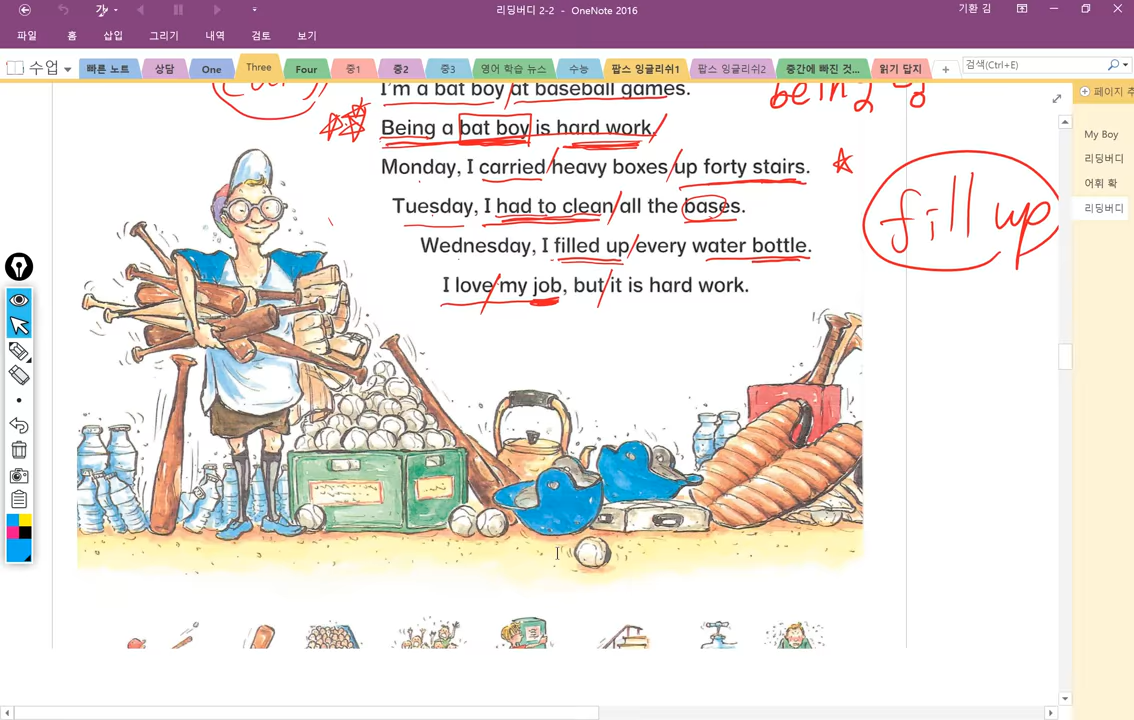 리딩버디 2-2 - OneNote 2016
기환 김
파일 홈 삽입 그리기 내역 검토 보기
수업 빠른 노트 상담 One Three Four 중1 중2 중3 영어 학습 뉴스 수능 팝스 잉글리쉬1 팝스 잉글리쉬2 중간에 빠진 것... 읽기 답지 + 검색(Ctrl+E)
I'm a bat boy at baseball games.
being
페이지 추
Being a bat boy is hard work.
My Boy
리딩버디
Monday, I carried heavy boxes up forty stairs.
어휘 확
리딩버디
Tuesday, I had to clean all the bases.
fill up
Wednesday, I filled up every water bottle.
I love my job, but it is hard work.